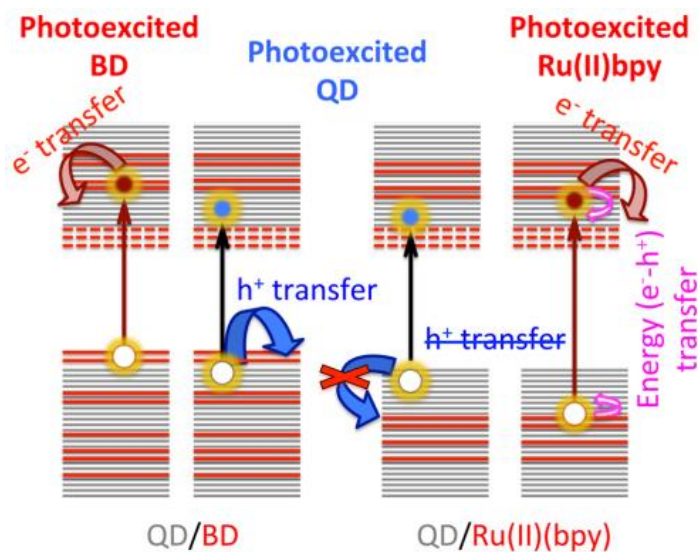 Photoexcited
BD
Photoexcited
QD
Photoexcited
Ru(II)bpy
e⁻ transfer
e⁻ transfer
h⁺ transfer
h⁺ transfer
Energy (e⁻-h⁺)
transfer
QD/BD
QD/Ru(II)(bpy)